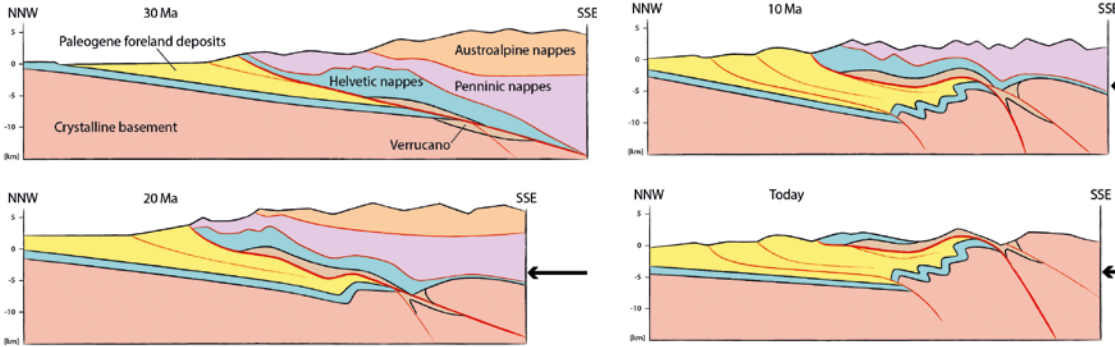 NNW 30 Ma SSE
5
0
-5
-10
[km]
Paleogene foreland deposits
Austroalpine nappes
Helvetic nappes
Penninic nappes
Crystalline basement
Verrucano
NNW 10 Ma SSE
5
0
-5
-10
[km]
NNW 20 Ma SSE
5
0
-5
-10
[km]
NNW Today SSE
5
0
-5
-10
[km]